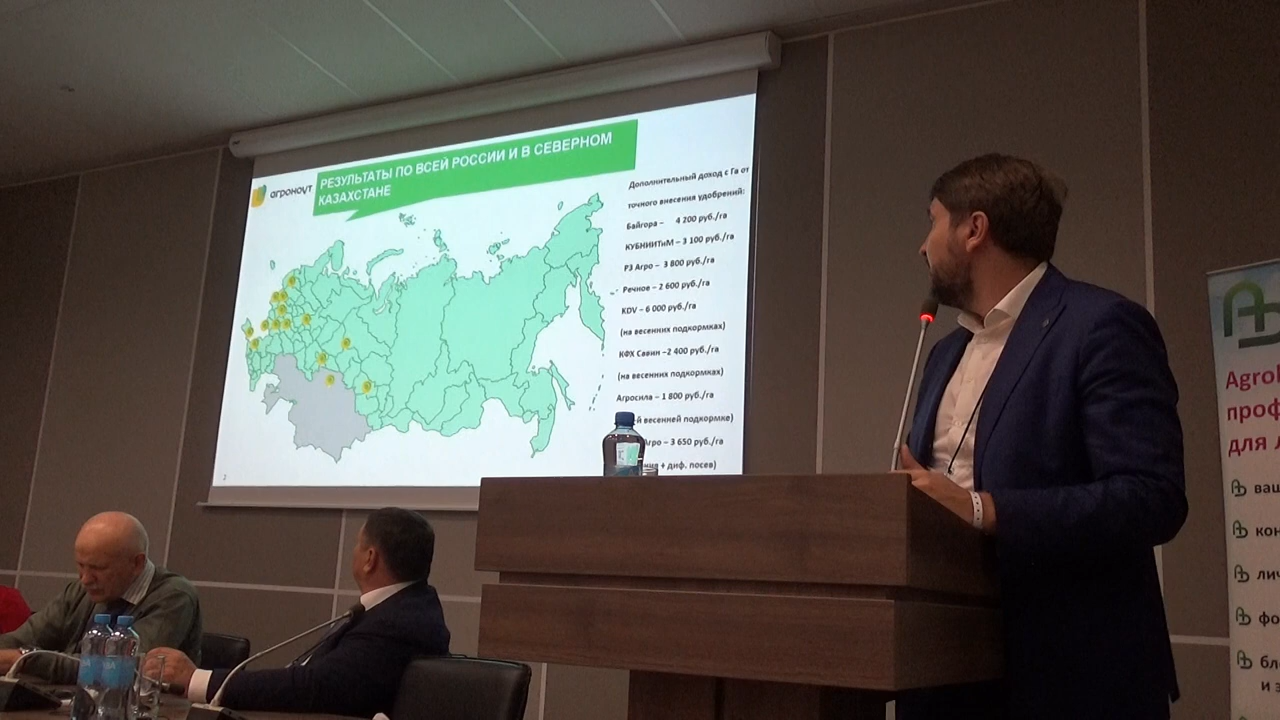 агроноут
РЕЗУЛЬТАТЫ ПО ВСЕЙ РОССИИ И В СЕВЕРНОМ
КАЗАХСТАНЕ
Дополнительный доход с Га от
точного внесения удобрений:
Байгора – 4 200 руб./га
КУБНИИТиМ – 3 100 руб./га
РЗ Агро – 3 800 руб./га
Речное – 2 600 руб./га
KDV – 6 000 руб./га
(на весенних подкормках)
КФХ Савин –2 400 руб./га
(на весенних подкормках)
Агросила – 1 800 руб./га
й весенней подкормке)
Агро – 3 650 руб./га
ния + диф. посев)
2
Agro
проф
для л
ваш
кон
лич
фо
бл
и з